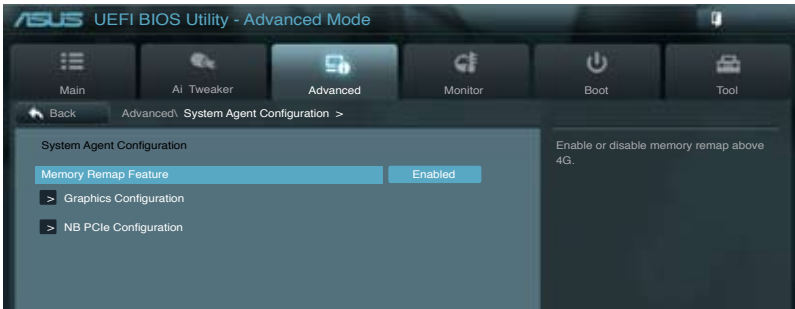 ASUS UEFI BIOS Utility - Advanced Mode
Main Ai Tweaker Advanced Monitor Boot Tool
Back Advanced\ System Agent Configuration >
System Agent Configuration
Memory Remap Feature Enabled
> Graphics Configuration
> NB PCIe Configuration
Enable or disable memory remap above
4G.